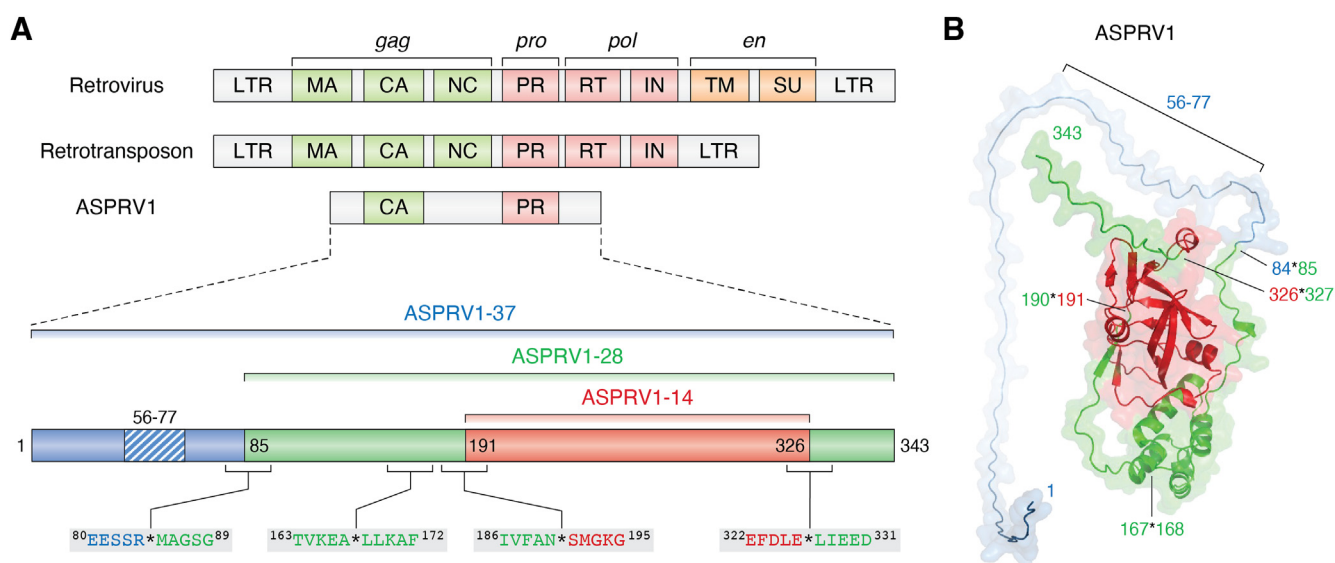 A
gag pro pol en
Retrovirus LTR MA CA NC PR RT IN TM SU LTR
Retrotransposon LTR MA CA NC PR RT IN LTR
ASPRV1 CA PR
ASPRV1-37
ASPRV1-28
ASPRV1-14
56-77
1 85 191 326 343
80EESSR*MAGSG89 163TVKEA*LLKAF172 186IVFAN*SMGKG195 322EFDLE*LIEED331
B
ASPRV1
56-77
343
84*85
326*327
190*191
1
167*168